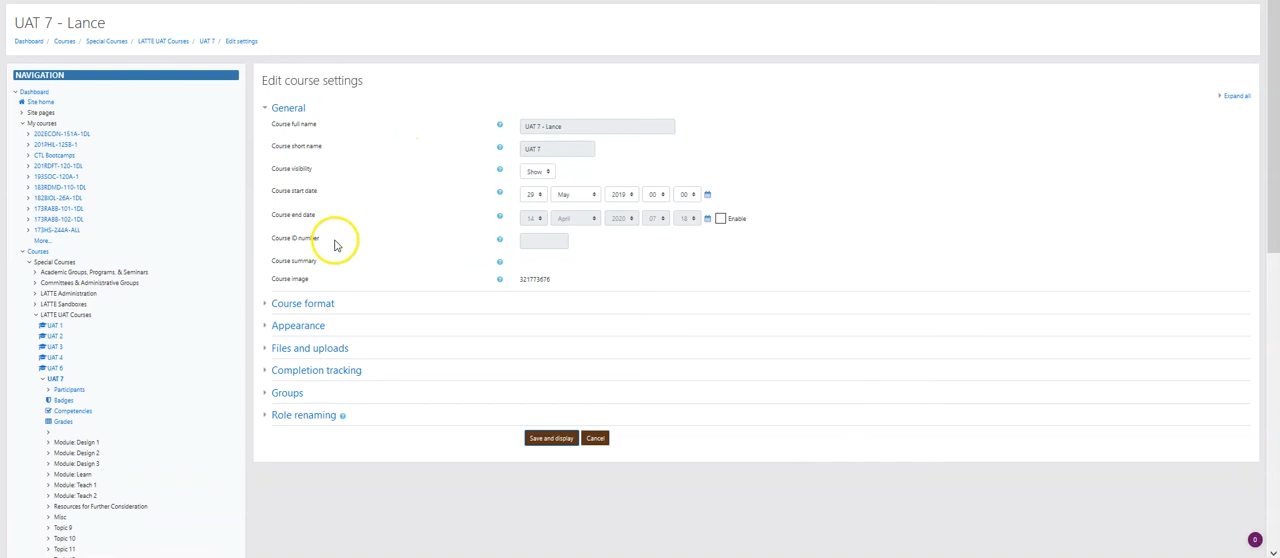 UAT 7 - Lance
Dashboard / Courses / Special Courses / LATTE UAT Courses / UAT 7 / Edit settings
NAVIGATION
Dashboard
Site home
Site pages
My courses
202ECON-151A-1DL
201PHIL-125B-1
CTL Bootcamps
201RDFT-120-1DL
193SOC-120A-1
183RDMD-110-1DL
182BIOL-26A-1DL
173RABB-101-1DL
173RABB-102-1DL
173HS-244A-ALL
More...
Courses
Special Courses
Academic Groups, Programs, & Seminars
Committees & Administrative Groups
LATTE Administration
LATTE Sandboxes
LATTE UAT Courses
UAT 1
UAT 2
UAT 3
UAT 4
UAT 6
UAT 7
Participants
Badges
Competencies
Grades
Module: Design 1
Module: Design 2
Module: Design 3
Module: Learn
Module: Teach 1
Module: Teach 2
Resources for Further Consideration
Misc
Topic 9
Topic 10
Topic 11
Edit course settings
Expand all
General
Course full name ? UAT 7 - Lance
Course short name ? UAT 7
Course visibility ? Show
Course start date ? 29 May 2019 00 00
Course end date ? 14 April 2020 07 18 Enable
Course ID number ?
Course summary ?
Course image ? 321773676
Course format
Appearance
Files and uploads
Completion tracking
Groups
Role renaming ?
Save and display Cancel
0